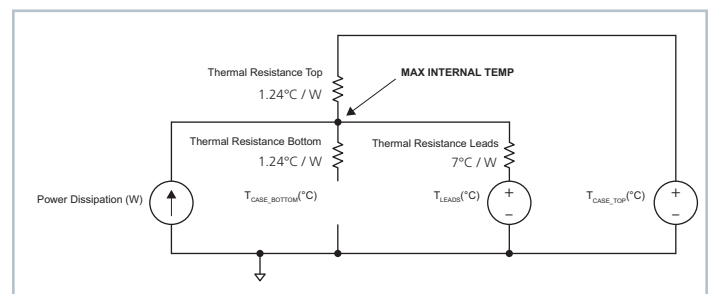 Thermal Resistance Top
1.24°C / W
MAX INTERNAL TEMP
Thermal Resistance Bottom
1.24°C / W
Thermal Resistance Leads
7°C / W
Power Dissipation (W)
TCASE_BOTTOM(°C)
TLEADS(°C)
TCASE_TOP(°C)
+
–
+
–